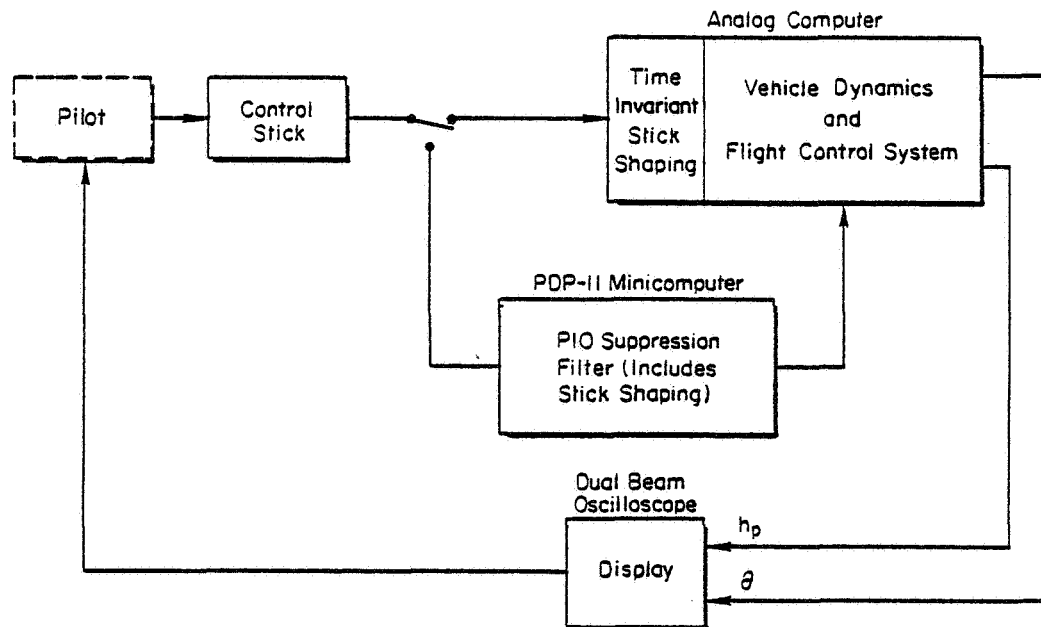 Analog Computer
Pilot
Control
Stick
Time
Invariant
Stick
Shaping
Vehicle Dynamics
and
Flight Control System
PDP-11 Minicomputer
PIO Suppression
Filter (Includes
Stick Shaping)
Dual Beam
Oscilloscope
Display
hp
θ